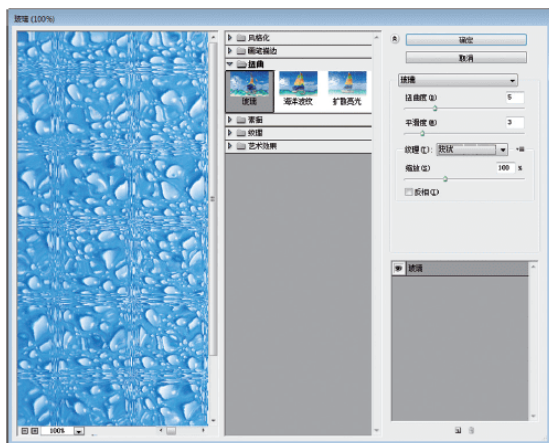 玻璃 (100%)
风格化
画笔描边
扭曲
玻璃
海洋波纹
扩散亮光
素描
纹理
艺术效果
100%
确定
取消
玻璃
扭曲度(D) 5
平滑度(M) 3
纹理(T): 块状
缩放(S) 100 %
反相(I)
玻璃